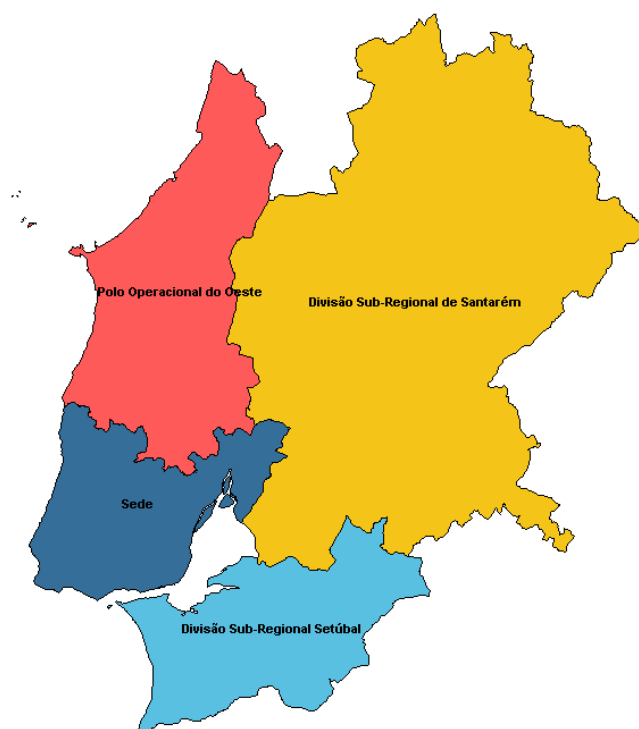 Polo Operacional do Oeste
Divisão Sub-Regional de Santarém
Sede
Divisão Sub-Regional Setúbal